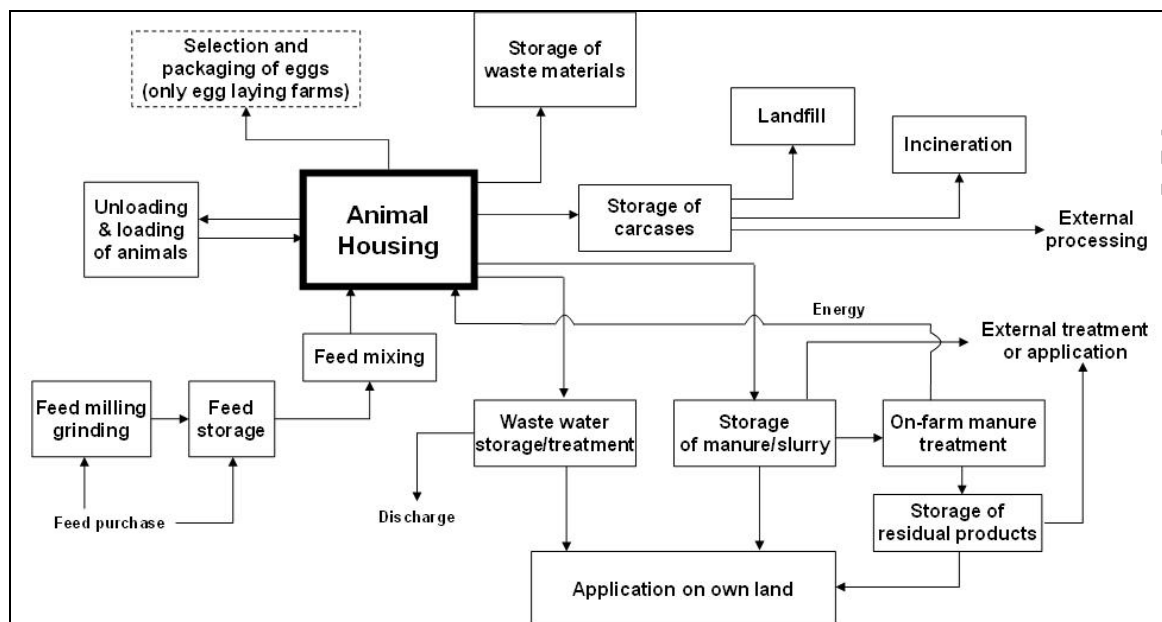 Selection and
packaging of eggs
(only egg laying farms)
Storage of
waste materials
Landfill
Incineration
Unloading
& loading
of animals
Animal
Housing
Storage of
carcases
External
processing
Energy
External treatment
or application
Feed mixing
Feed milling
grinding
Feed
storage
Waste water
storage/treatment
Storage
of manure/slurry
On-farm manure
treatment
Feed purchase
Discharge
Storage of
residual products
Application on own land